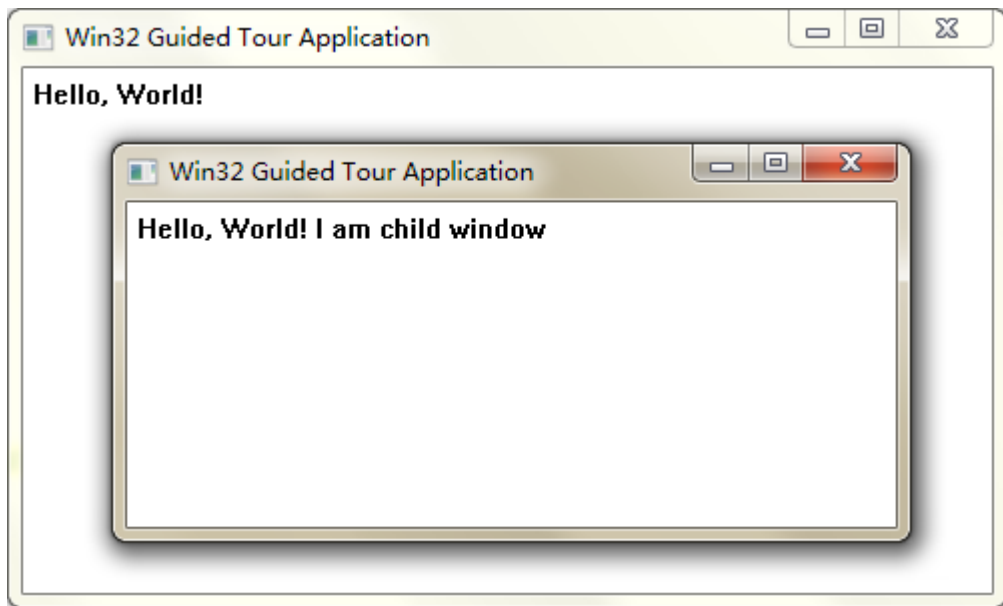 Win32 Guided Tour Application
Hello, World!
Win32 Guided Tour Application
Hello, World! I am child window